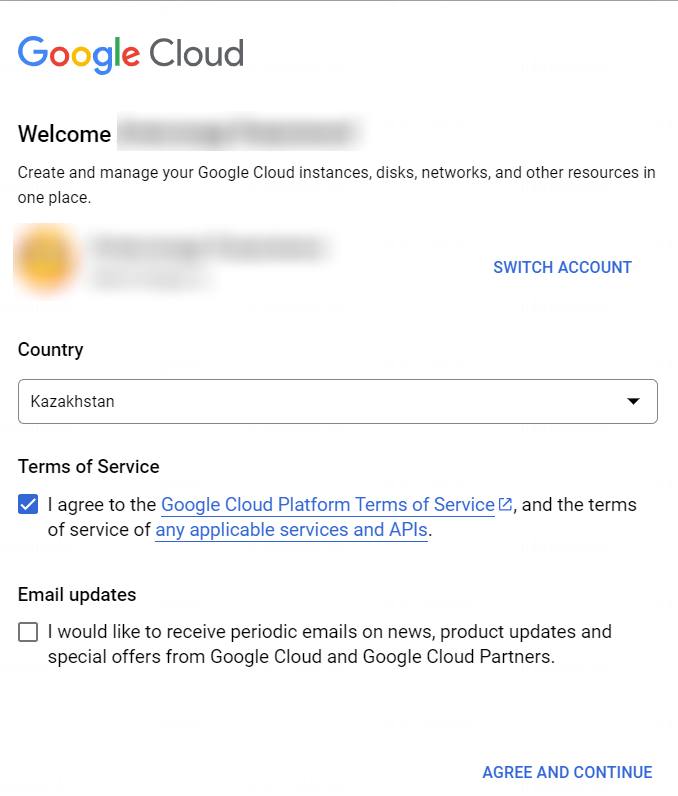 Google Cloud
Welcome
Create and manage your Google Cloud instances, disks, networks, and other resources in
one place.
SWITCH ACCOUNT
Country
Kazakhstan
Terms of Service
I agree to the Google Cloud Platform Terms of Service, and the terms
of service of any applicable services and APIs.
Email updates
I would like to receive periodic emails on news, product updates and
special offers from Google Cloud and Google Cloud Partners.
AGREE AND CONTINUE